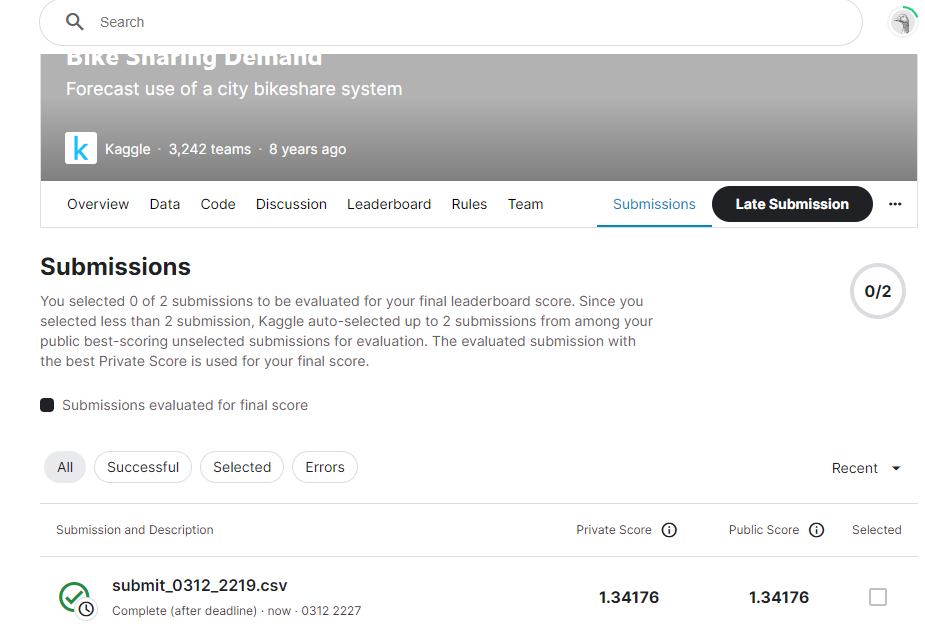 Search
Bike Sharing Demand
Forecast use of a city bikeshare system
k Kaggle · 3,242 teams · 8 years ago
Overview Data Code Discussion Leaderboard Rules Team Submissions Late Submission ...
Submissions
0/2
You selected 0 of 2 submissions to be evaluated for your final leaderboard score. Since you
selected less than 2 submission, Kaggle auto-selected up to 2 submissions from among your
public best-scoring unselected submissions for evaluation. The evaluated submission with
the best Private Score is used for your final score.
Submissions evaluated for final score
All Successful Selected Errors Recent
Submission and Description Private Score Public Score Selected
submit_0312_2219.csv 1.34176 1.34176
Complete (after deadline) · now · 0312 2227